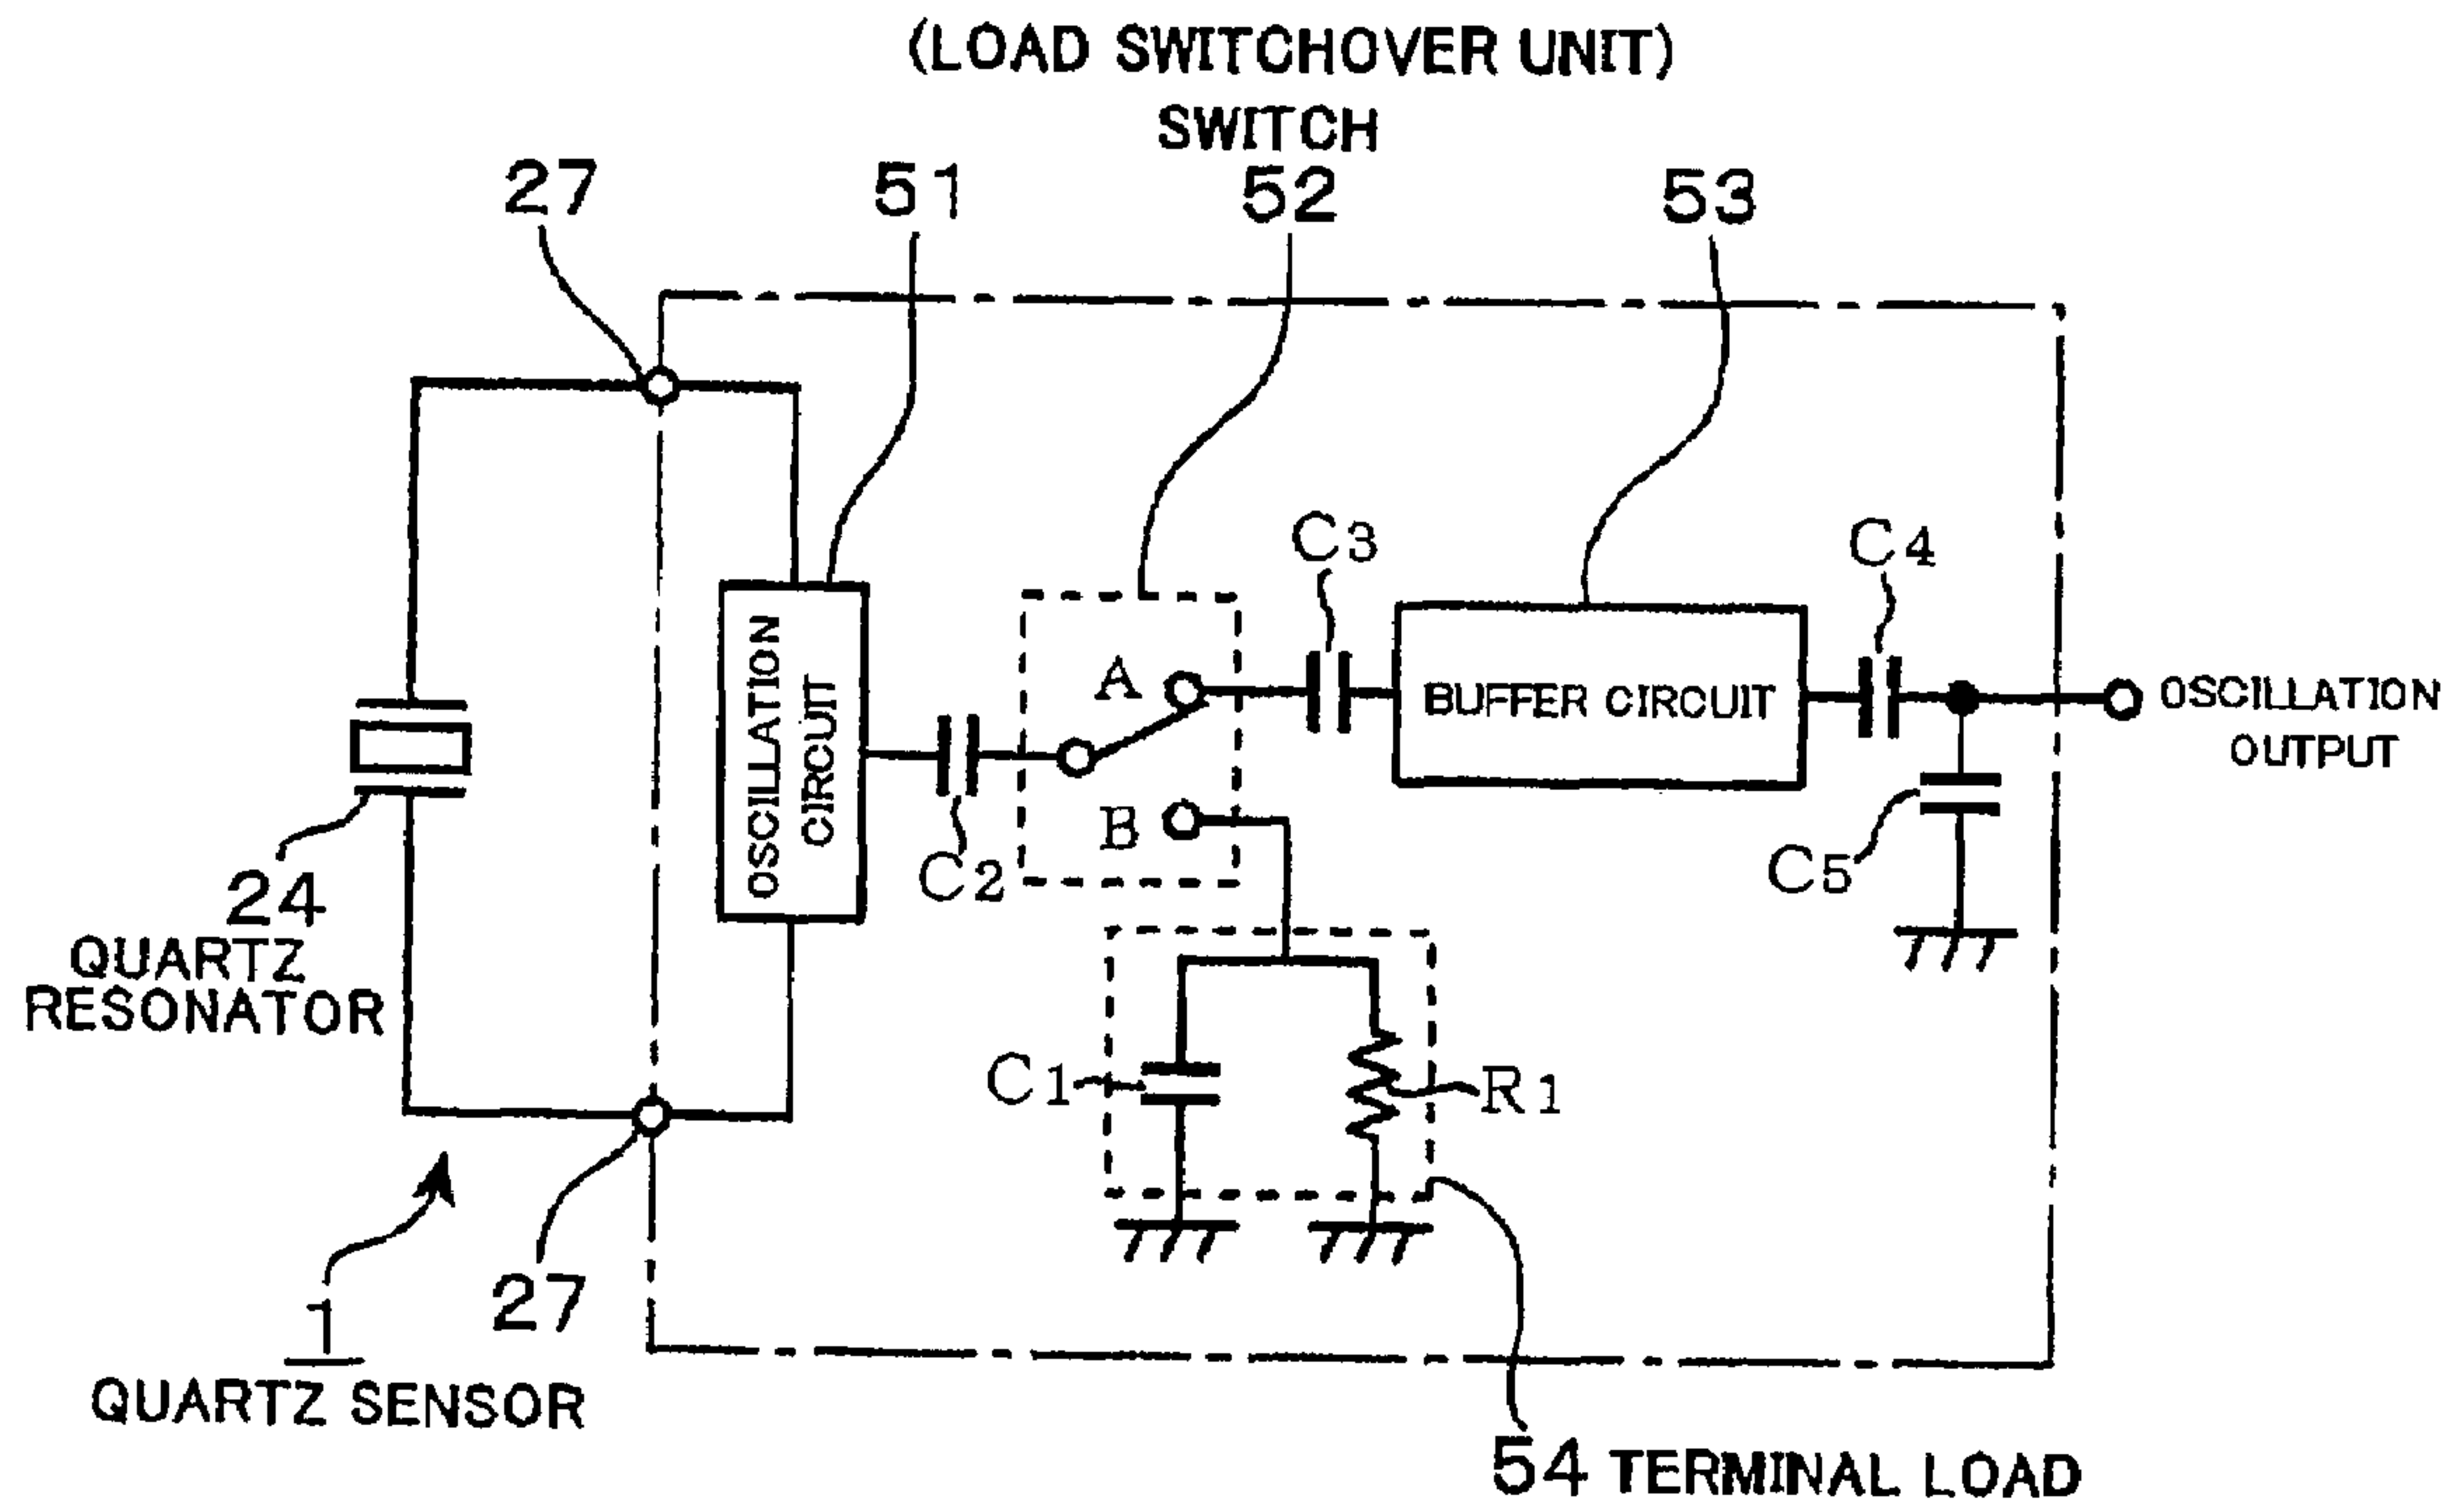 (LOAD SWITCHOVER UNIT)
SWITCH
27
51
52
53
C3
C4
OSCILLATION
CIRCUIT
A
BUFFER CIRCUIT
OSCILLATION
OUTPUT
B
C2
C5
24
QUARTZ
RESONATOR
C1
R1
27
1
QUARTZ SENSOR
54 TERMINAL LOAD